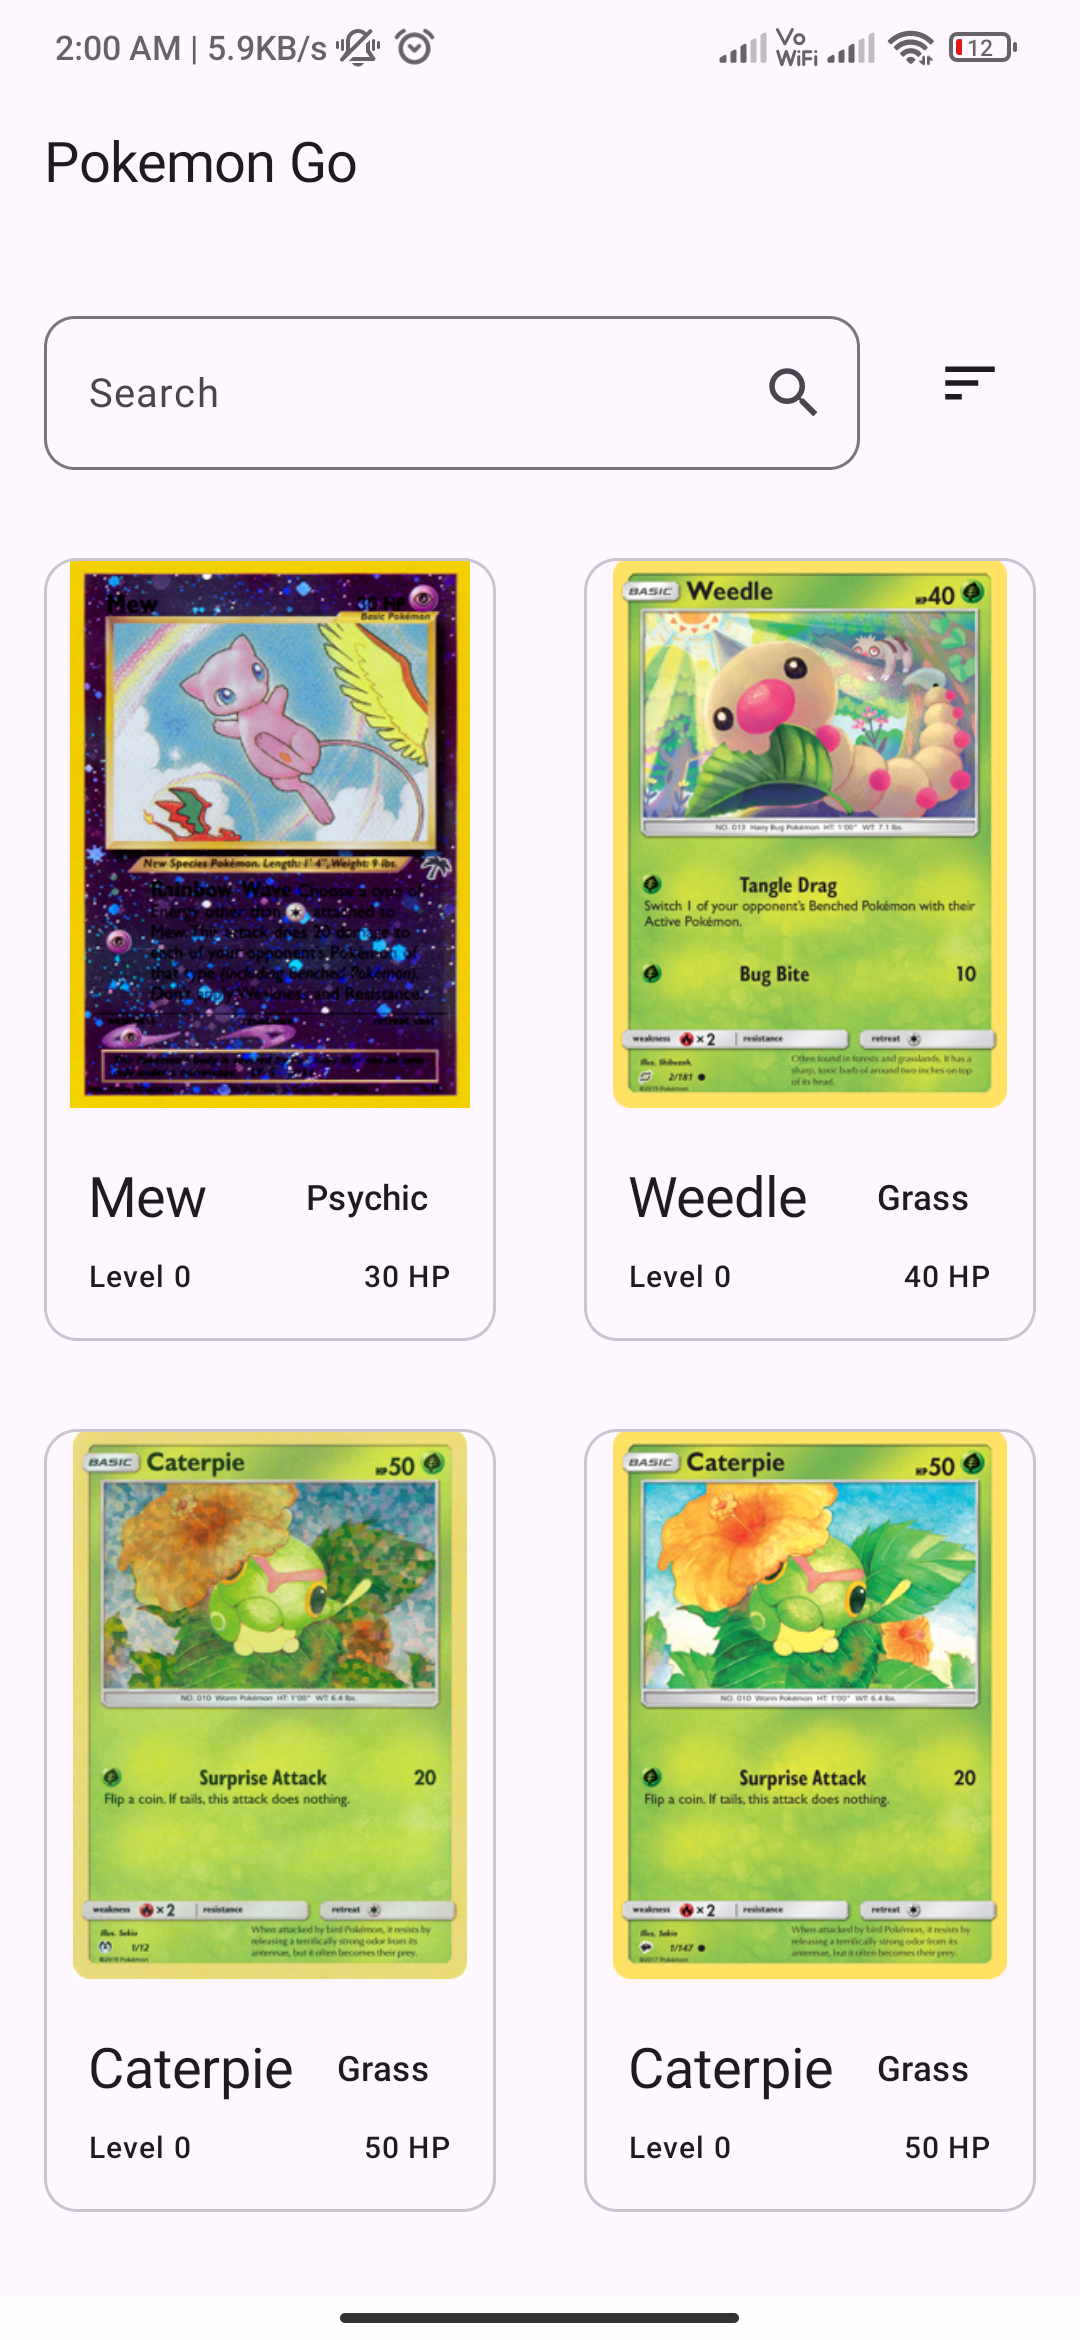 2:00 AM | 5.9KB/s
Vo
WiFi
12
Pokemon Go
Search
Mew
30 HP
Basic Pokémon
New Species Pokémon. Length: 1' 4", Weight: 9 lbs.
Rainbow Wave Choose a type of
Energy other than attached to
Mew. This attack does 20 damage to
each of your opponent's Pokémon of
that type (including benched Pokémon).
Don't apply Weakness and Resistance.
retreat cost
BASIC Weedle HP40
NO. 013 Hairy Bug Pokémon HT: 1'00" WT: 7.1 lbs.
Tangle Drag
Switch 1 of your opponent's Benched Pokémon with their
Active Pokémon.
Bug Bite 10
weakness ×2 resistance retreat
Illus. Shibuzoh.
2/181
©2019 Pokémon
Often found in forests and grasslands. It has a
sharp, toxic barb of around two inches on top
of its head.
Mew Psychic
Level 0 30 HP
Weedle Grass
Level 0 40 HP
BASIC Caterpie HP50
NO. 010 Worm Pokémon HT: 1'00" WT: 6.4 lbs.
Surprise Attack 20
Flip a coin. If tails, this attack does nothing.
weakness ×2 resistance retreat
Illus. Sekio
1/12
©2019 Pokémon
When attacked by bird Pokémon, it resists by
releasing a terrifically strong odor from its
antennae, but it often becomes their prey.
BASIC Caterpie HP50
NO. 010 Worm Pokémon HT: 1'00" WT: 6.4 lbs.
Surprise Attack 20
Flip a coin. If tails, this attack does nothing.
weakness ×2 resistance retreat
Illus. Sekio
1/147
©2017 Pokémon
When attacked by bird Pokémon, it resists by
releasing a terrifically strong odor from its
antennae, but it often becomes their prey.
Caterpie Grass
Level 0 50 HP
Caterpie Grass
Level 0 50 HP